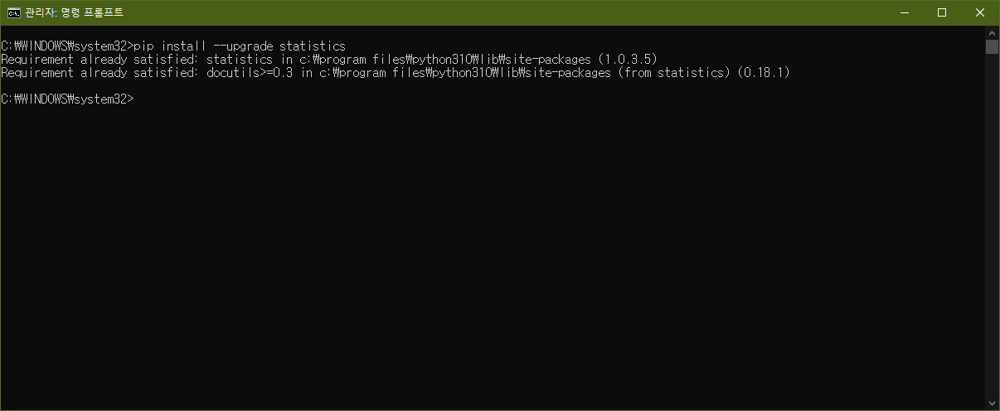 관리자: 명령 프롬프트
C:₩WINDOWS₩system32>pip install --upgrade statistics
Requirement already satisfied: statistics in c:₩program files₩python310₩lib₩site-packages (1.0.3.5)
Requirement already satisfied: docutils>=0.3 in c:₩program files₩python310₩lib₩site-packages (from statistics) (0.18.1)
C:₩WINDOWS₩system32>